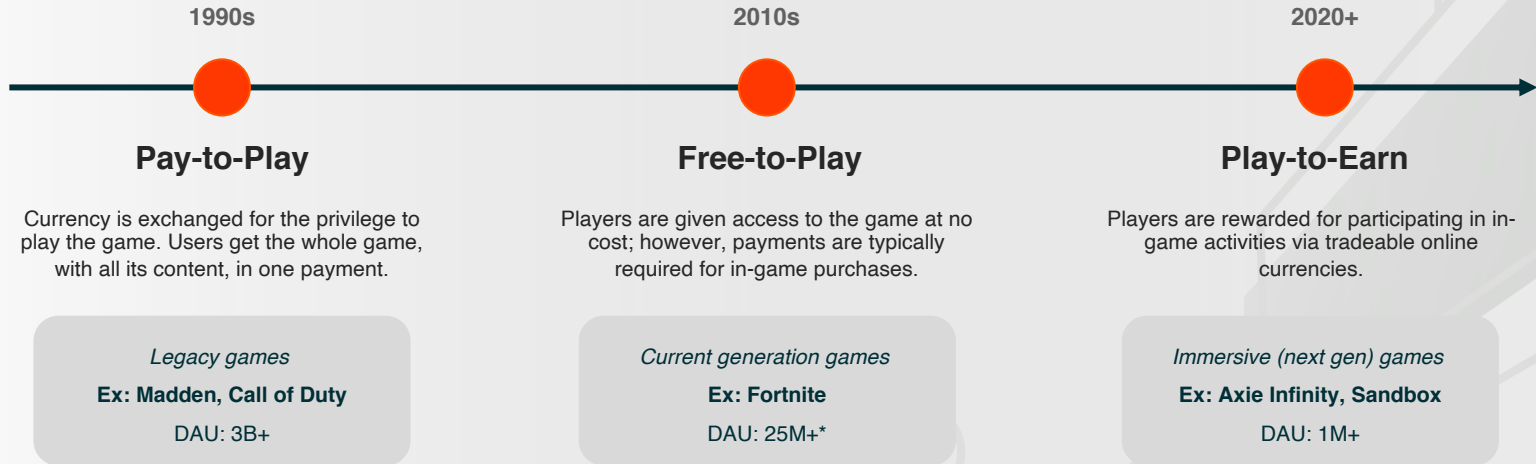 1990s
2010s
2020+
Pay-to-Play
Free-to-Play
Play-to-Earn
Currency is exchanged for the privilege to
play the game. Users get the whole game,
with all its content, in one payment.
Players are given access to the game at no
cost; however, payments are typically
required for in-game purchases.
Players are rewarded for participating in in-
game activities via tradeable online
currencies.
Legacy games
Ex: Madden, Call of Duty
DAU: 3B+
Current generation games
Ex: Fortnite
DAU: 25M+*
Immersive (next gen) games
Ex: Axie Infinity, Sandbox
DAU: 1M+